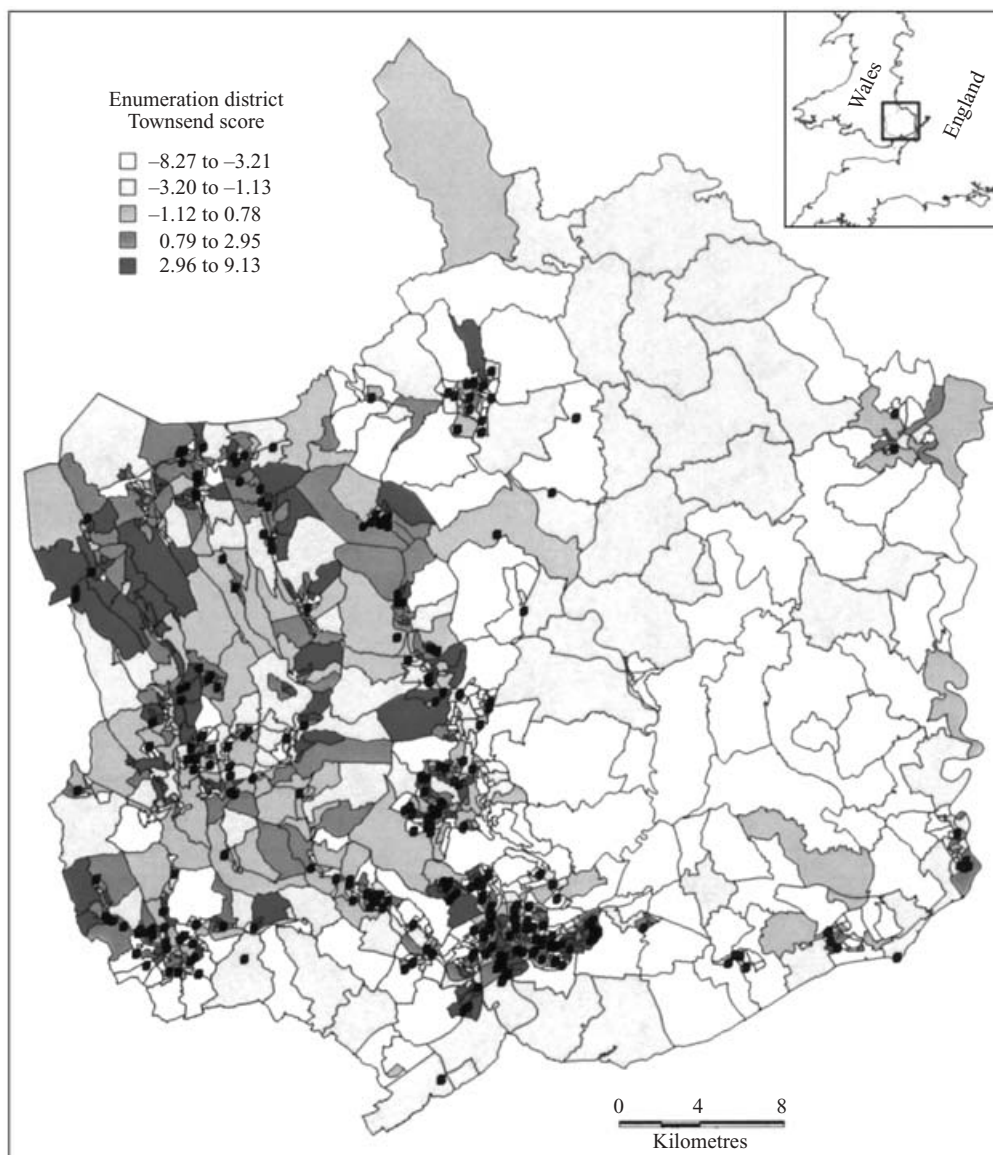 Enumeration district
Townsend score
–8.27 to –3.21
–3.20 to –1.13
–1.12 to 0.78
0.79 to 2.95
2.96 to 9.13
Wales
England
0 4 8
Kilometres